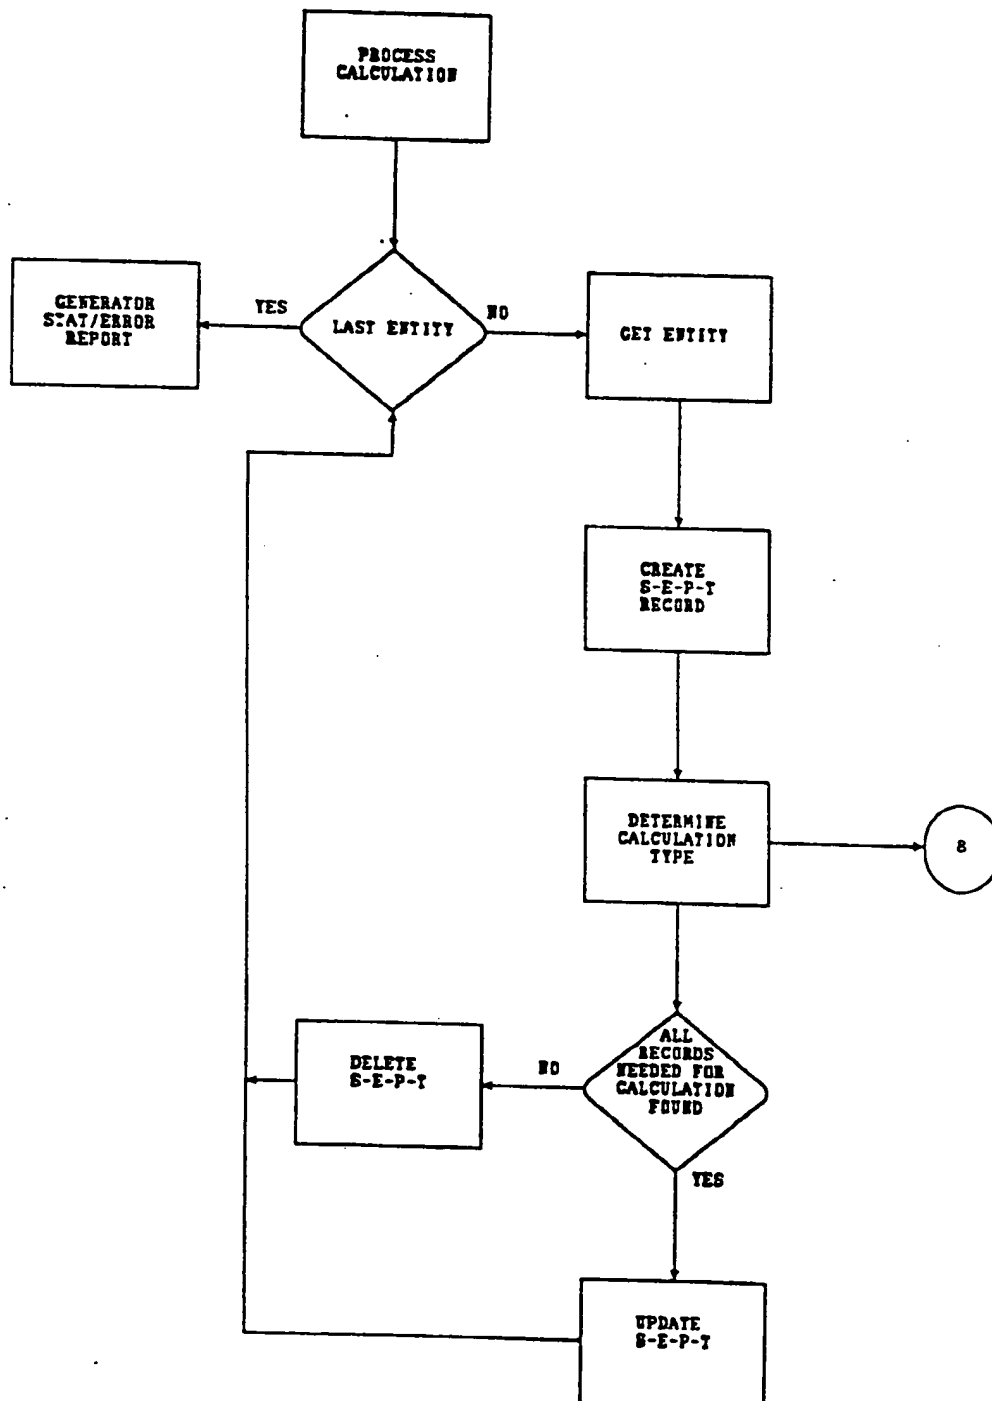 PROCESS
CALCULATION
LAST ENTITY
YES
NO
GENERATOR
STAT/ERROR
REPORT
GET ENTITY
CREATE
S-E-P-T
RECORD
DETERMINE
CALCULATION
TYPE
8
ALL
RECORDS
NEEDED FOR
CALCULATION
FOUND
NO
DELETE
S-E-P-T
YES
UPDATE
S-E-P-T